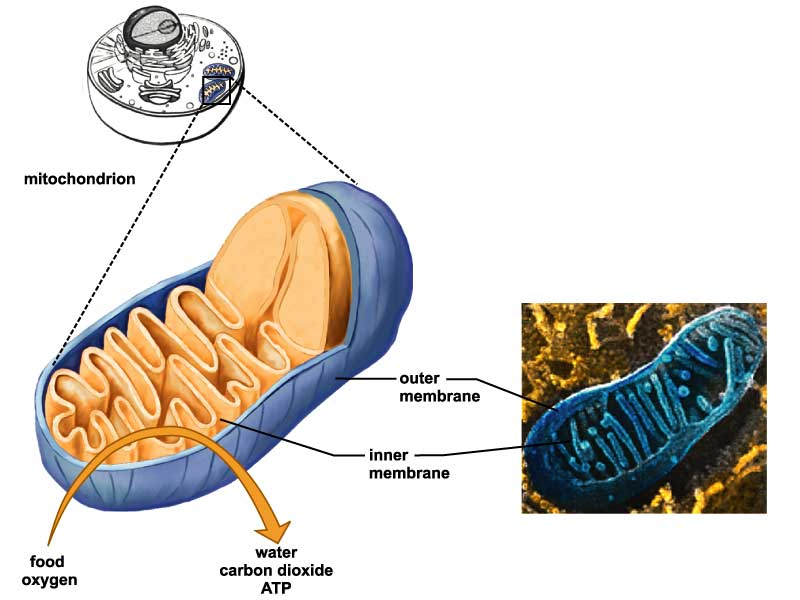 mitochondrion
outer
membrane
inner
membrane
food
oxygen
water
carbon dioxide
ATP